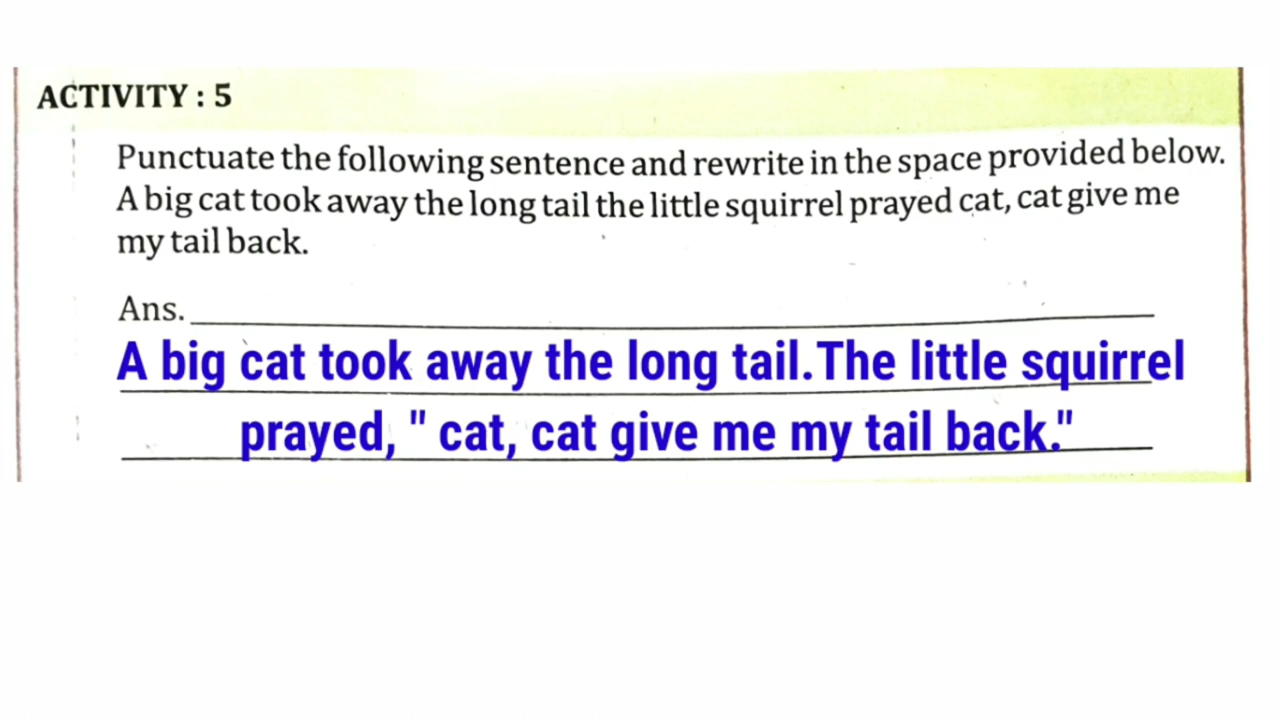 ACTIVITY : 5
Punctuate the following sentence and rewrite in the space provided below.
A big cat took away the long tail the little squirrel prayed cat, cat give me
my tail back.
Ans.
A big cat took away the long tail.The little squirrel
prayed, " cat, cat give me my tail back."